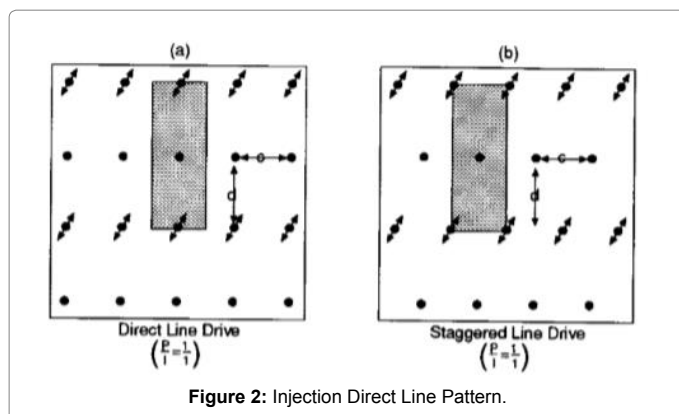 (a)
(b)
c
c
d
d
Direct Line Drive
Staggered Line Drive
(P/I = 1/1)
(P/I = 1/1)
Figure 2: Injection Direct Line Pattern.